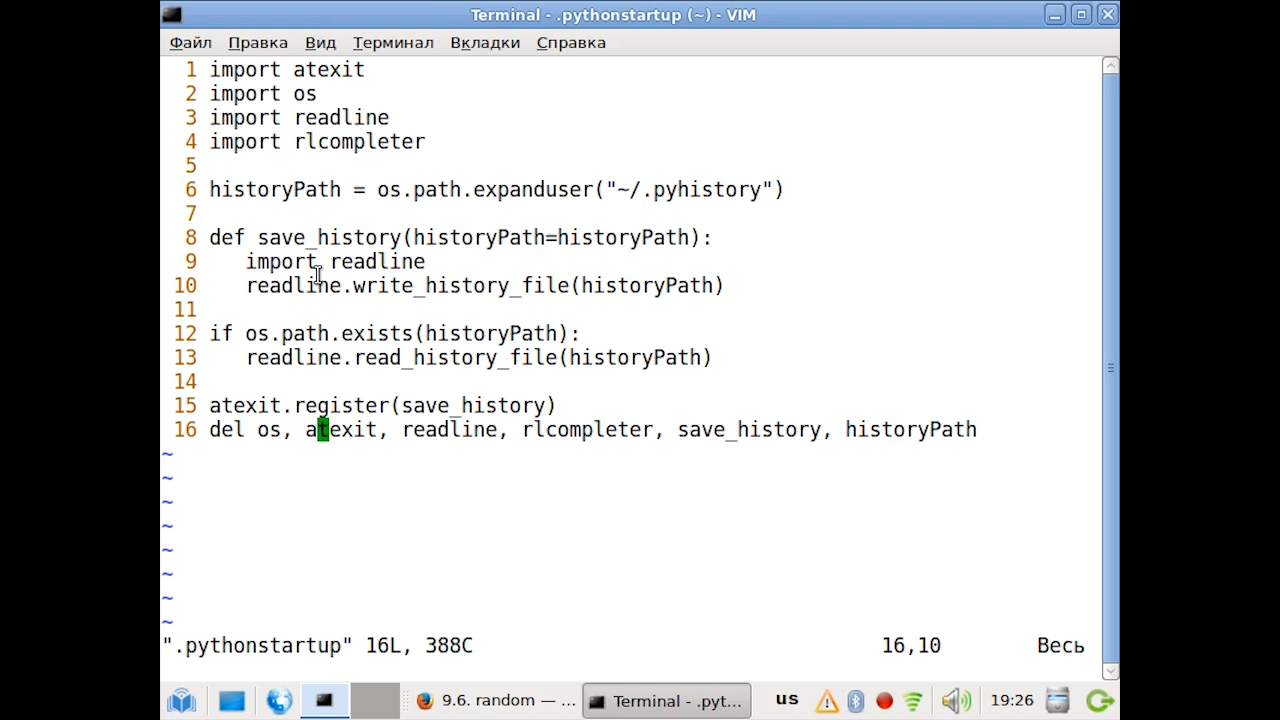 Terminal - .pythonstartup (~) - VIM
Файл Правка Вид Терминал Вкладки Справка
1 import atexit
2 import os
3 import readline
4 import rlcompleter
5
6 historyPath = os.path.expanduser("~/.pyhistory")
7
8 def save_history(historyPath=historyPath):
9    import readline
10    readline.write_history_file(historyPath)
11
12 if os.path.exists(historyPath):
13    readline.read_history_file(historyPath)
14
15 atexit.register(save_history)
16 del os, atexit, readline, rlcompleter, save_history, historyPath
~
~
~
~
~
~
~
~
".pythonstartup" 16L, 388C 16,10 Весь
9.6. random — ... Terminal - .pyt... us 19:26